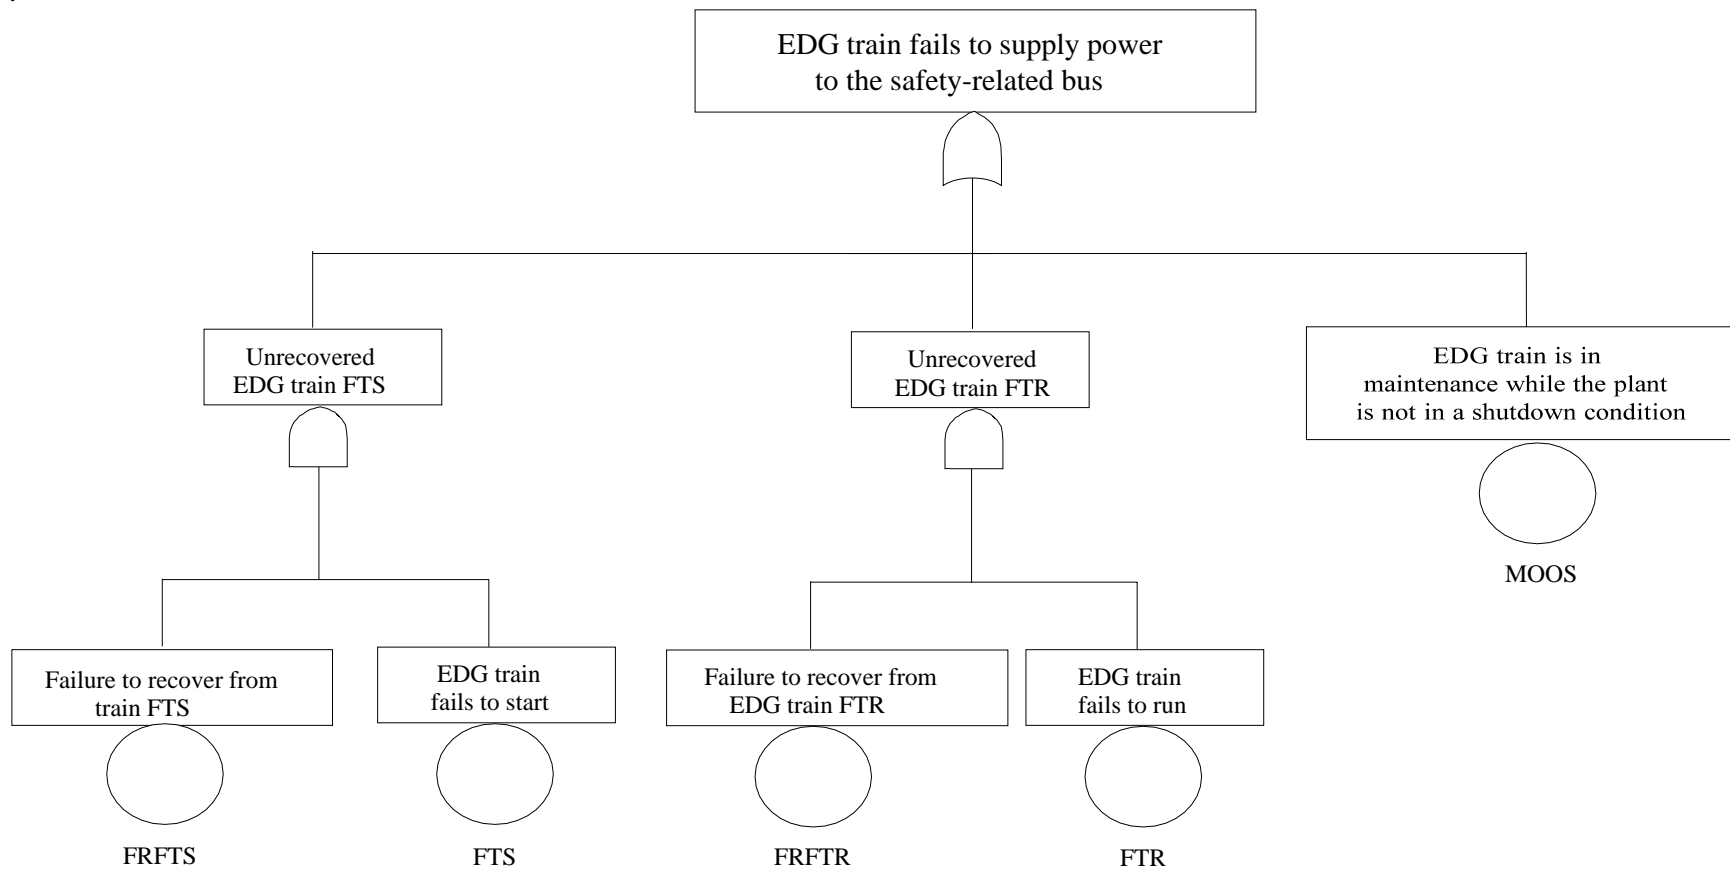 EDG train fails to supply power
to the safety-related bus
Unrecovered
EDG train FTS
Unrecovered
EDG train FTR
EDG train is in
maintenance while the plant
is not in a shutdown condition
MOOS
Failure to recover from
train FTS
EDG train
fails to start
Failure to recover from
EDG train FTR
EDG train
fails to run
FRFTS
FTS
FRFTR
FTR